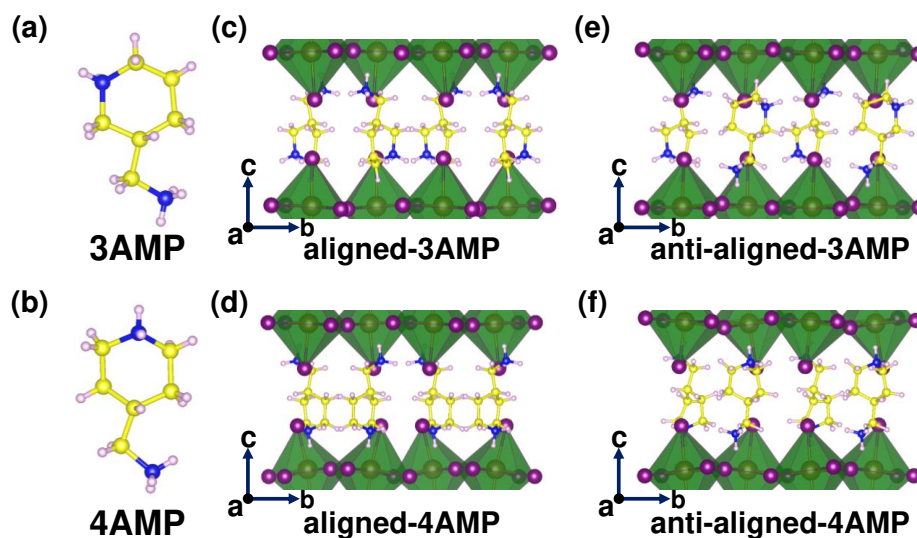 (a)
3AMP
(b)
4AMP
(c)
c
a
b
aligned-3AMP
(d)
c
a
b
aligned-4AMP
(e)
c
a
b
anti-aligned-3AMP
(f)
c
a
b
anti-aligned-4AMP